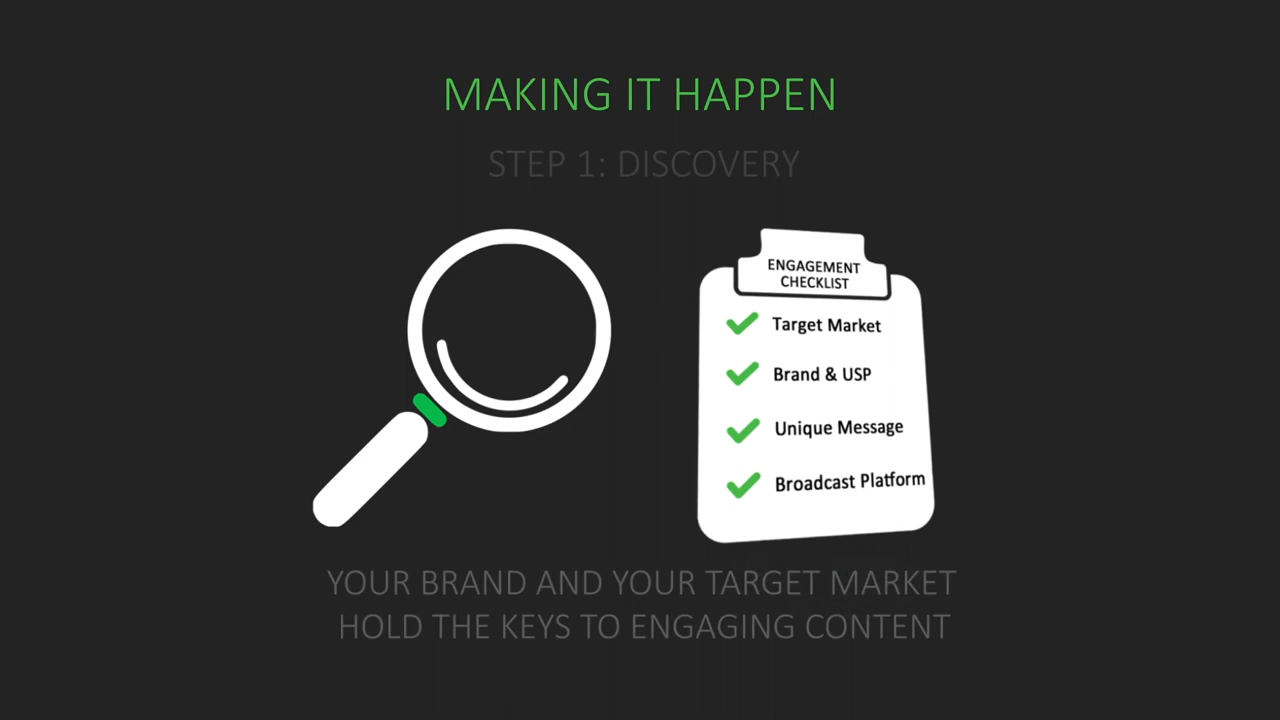 MAKING IT HAPPEN
STEP 1: DISCOVERY
ENGAGEMENT
CHECKLIST
Target Market
Brand & USP
Unique Message
Broadcast Platform
YOUR BRAND AND YOUR TARGET MARKET
HOLD THE KEYS TO ENGAGING CONTENT